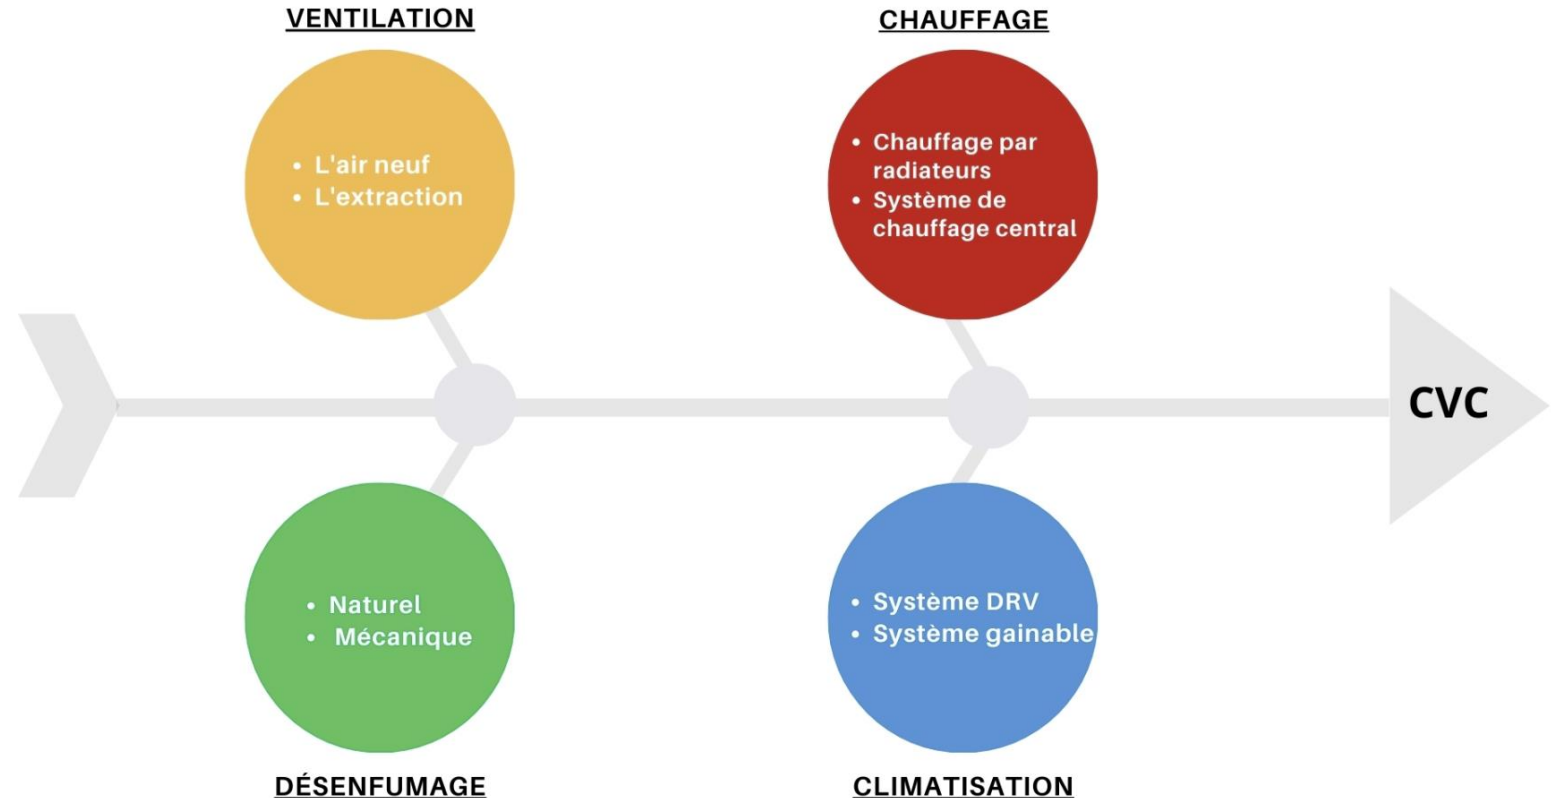 VENTILATION
• L'air neuf
• L'extraction
CHAUFFAGE
• Chauffage par
radiateurs
• Système de
chauffage central
CVC
• Naturel
• Mécanique
DÉSENFUMAGE
• Système DRV
• Système gainable
CLIMATISATION